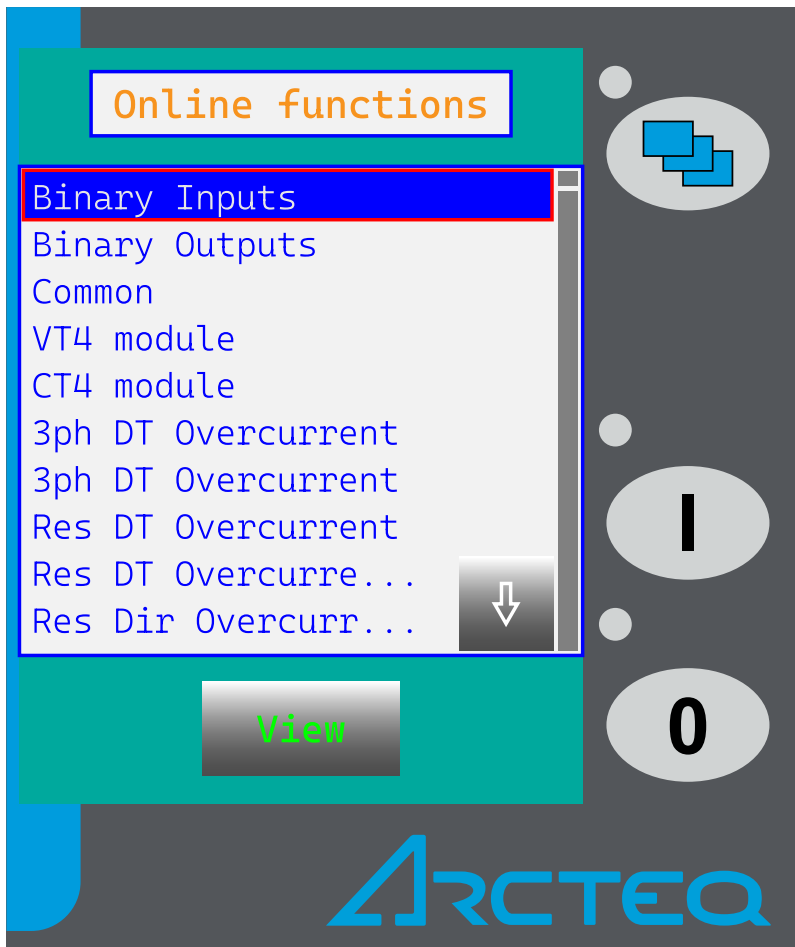 Online functions
Binary Inputs
Binary Outputs
Common
VT4 module
CT4 module
3ph DT Overcurrent
3ph DT Overcurrent
Res DT Overcurrent
Res DT Overcurre...
Res Dir Overcurr...
View
I
0
ARCTEQ